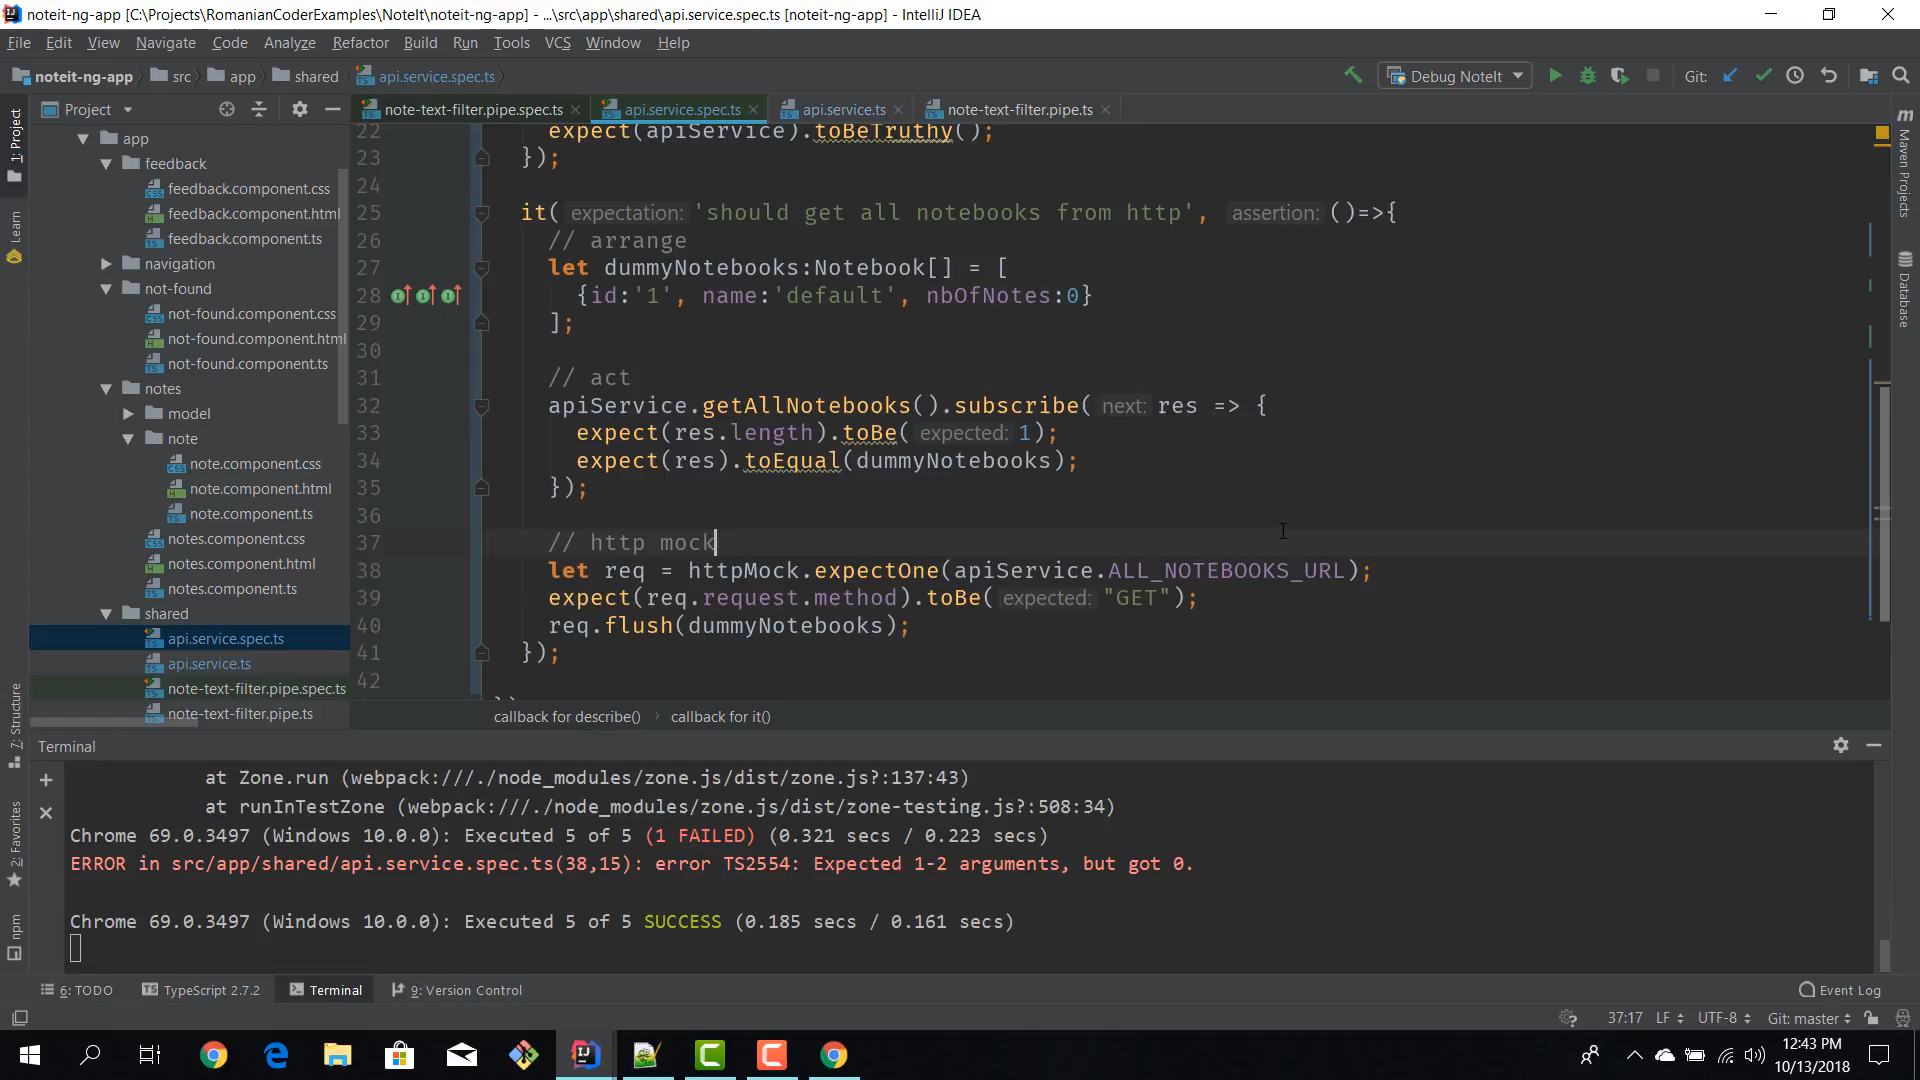 noteit-ng-app [C:\Projects\RomanianCoderExamples\NoteIt\noteit-ng-app] - ...\src\app\shared\api.service.spec.ts [noteit-ng-app] - IntelliJ IDEA
File Edit View Navigate Code Analyze Refactor Build Run Tools VCS Window Help
noteit-ng-app src app shared api.service.spec.ts
Debug NoteIt Git:
Project
note-text-filter.pipe.spec.ts api.service.spec.ts api.service.ts note-text-filter.pipe.ts
1: Project
Learn
7: Structure
2: Favorites
npm
app
feedback
feedback.component.css
feedback.component.html
feedback.component.ts
navigation
not-found
not-found.component.css
not-found.component.html
not-found.component.ts
notes
model
note
note.component.css
note.component.html
note.component.ts
notes.component.css
notes.component.html
notes.component.ts
shared
api.service.spec.ts
api.service.ts
note-text-filter.pipe.spec.ts
note-text-filter.pipe.ts
22 expect(apiService).toBeTruthy();
23 });
24
25 it( expectation: 'should get all notebooks from http', assertion: ()=>{
26 // arrange
27 let dummyNotebooks:Notebook[] = [
28 {id:'1', name:'default', nbOfNotes:0}
29 ];
30
31 // act
32 apiService.getAllNotebooks().subscribe( next: res => {
33 expect(res.length).toBe( expected: 1);
34 expect(res).toEqual(dummyNotebooks);
35 });
36
37 // http mock
38 let req = httpMock.expectOne(apiService.ALL_NOTEBOOKS_URL);
39 expect(req.request.method).toBe( expected: "GET");
40 req.flush(dummyNotebooks);
41 });
42
callback for describe() callback for it()
Maven Projects
Database
Terminal
at Zone.run (webpack:///./node_modules/zone.js/dist/zone.js?:137:43)
at runInTestZone (webpack:///./node_modules/zone.js/dist/zone-testing.js?:508:34)
Chrome 69.0.3497 (Windows 10.0.0): Executed 5 of 5 (1 FAILED) (0.321 secs / 0.223 secs)
ERROR in src/app/shared/api.service.spec.ts(38,15): error TS2554: Expected 1-2 arguments, but got 0.
Chrome 69.0.3497 (Windows 10.0.0): Executed 5 of 5 SUCCESS (0.185 secs / 0.161 secs)
6: TODO TypeScript 2.7.2 Terminal 9: Version Control Event Log
37:17 LF UTF-8 Git: master
12:43 PM
10/13/2018